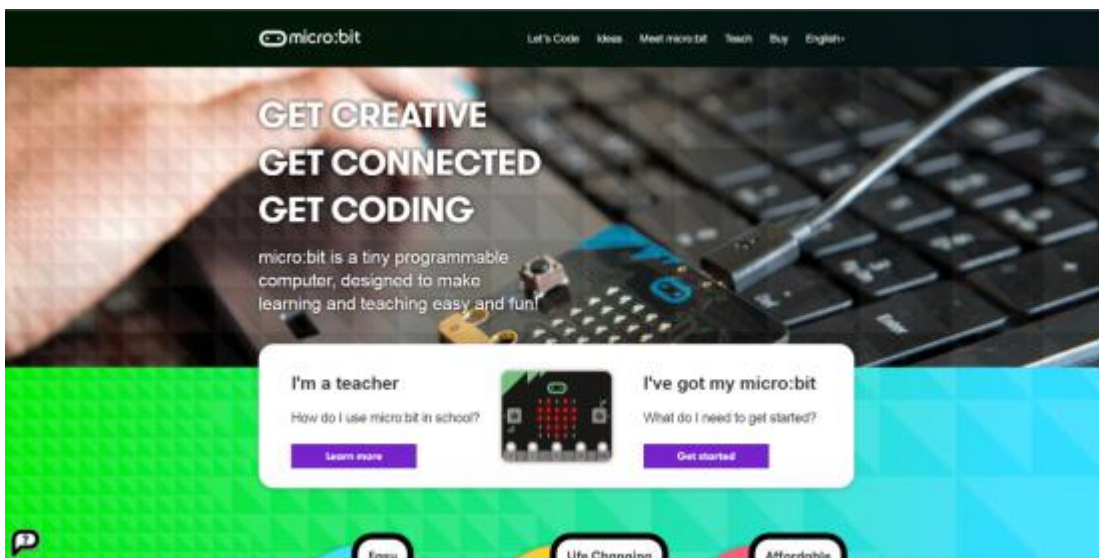 micro:bit
Let's Code Ideas Meet micro:bit Teach Buy English
GET CREATIVE
GET CONNECTED
GET CODING
micro:bit is a tiny programmable
computer, designed to make
learning and teaching easy and fun!
Enter
I'm a teacher
How do I use micro:bit in school?
Learn more
I've got my micro:bit
What do I need to get started?
Get started
?
Easy
Life Changing
Affordable